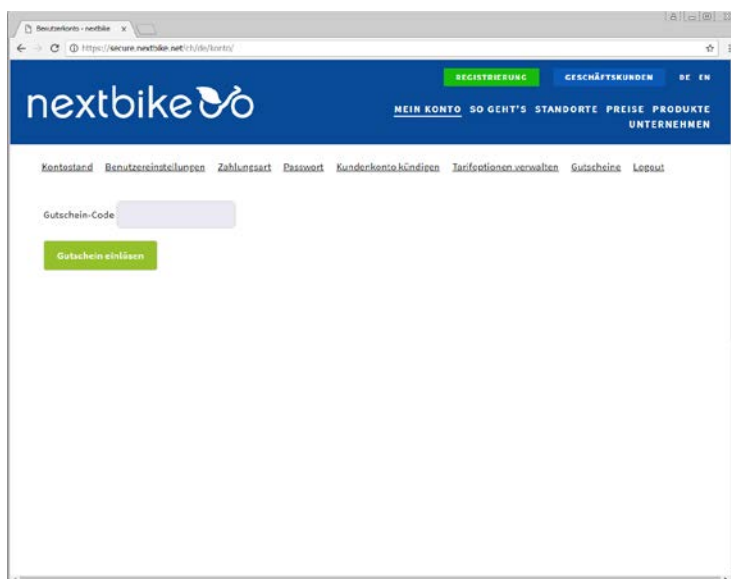 Benutzerkonto - nextbike
https://secure.nextbike.net/ch/de/konto/
REGISTRIERUNG GESCHÄFTSKUNDEN DE EN
nextbike
MEIN KONTO SO GEHT'S STANDORTE PREISE PRODUKTE
UNTERNEHMEN
Kontostand Benutzereinstellungen Zahlungsart Passwort Kundenkonto kündigen Tarifoptionen verwalten Gutscheine Logout
Gutschein-Code
Gutschein einlösen